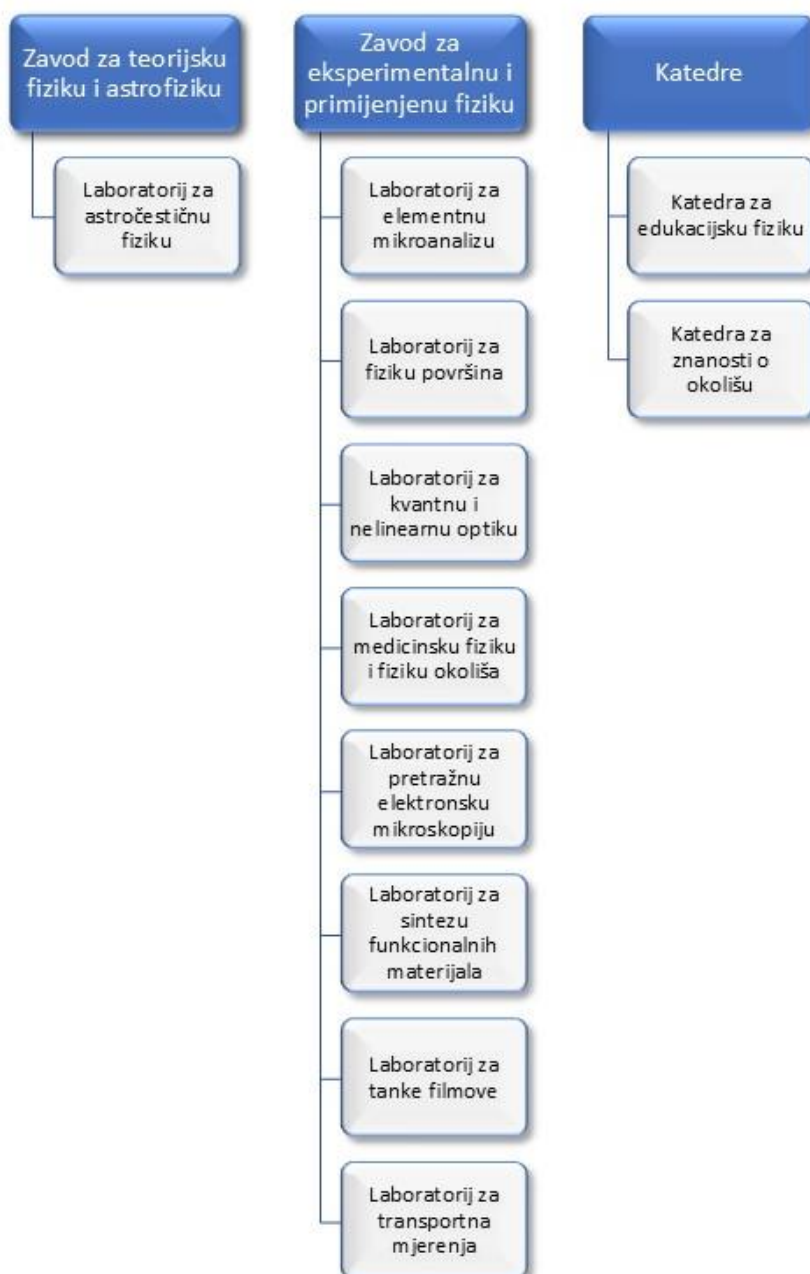 Zavod za teorijsku
fiziku i astrofiziku
Laboratorij za
astročestičnu
fiziku
Zavod za
eksperimentalnu i
primijenjenu fiziku
Laboratorij za
elementnu
mikroanalizu
Laboratorij za
fiziku površina
Laboratorij za
kvantnu i
nelinearnu optiku
Laboratorij za
medicinsku fiziku
i fiziku okoliša
Laboratorij za
pretražnu
elektronsku
mikroskopiju
Laboratorij za
sintezu
funkcionalnih
materijala
Laboratorij za
tanke filmove
Laboratorij za
transportna
mjerenja
Katedre
Katedra za
edukacijsku fiziku
Katedra za
znanosti o
okolišu